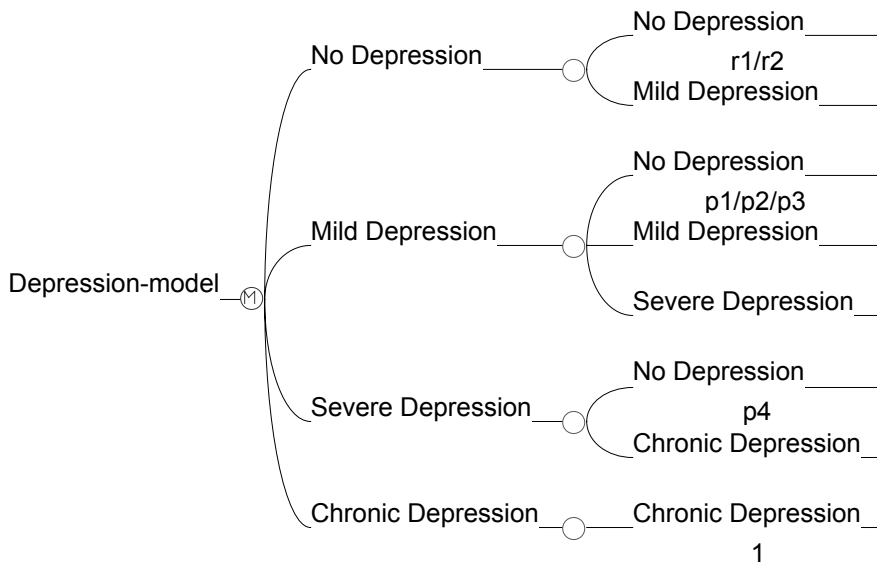 No Depression
No Depression
r1/r2
Mild Depression
No Depression
p1/p2/p3
Mild Depression
Mild Depression
Severe Depression
Depression-model
M
No Depression
Severe Depression
p4
Chronic Depression
Chronic Depression
Chronic Depression
1